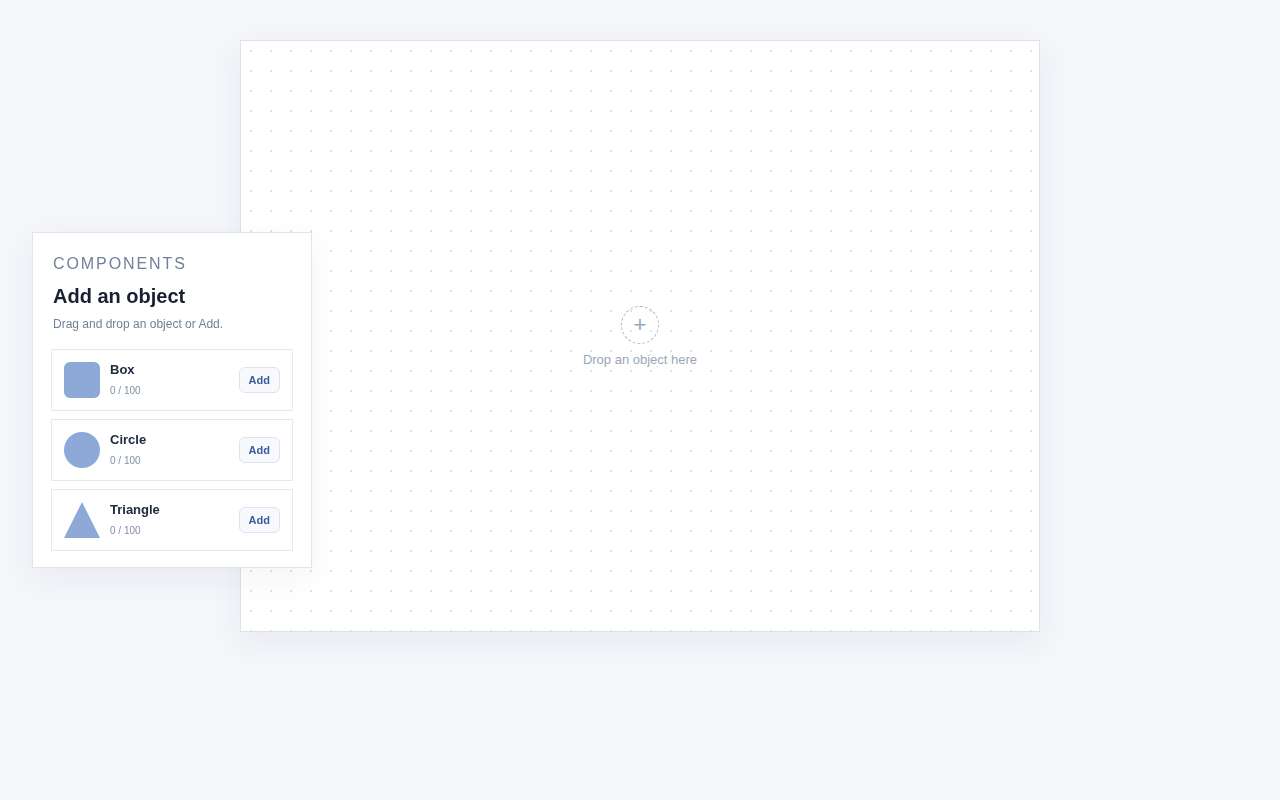 COMPONENTS
Add an object
Drag and drop an object or Add.
Box
0 / 100
Add
Circle
0 / 100
Add
Triangle
0 / 100
Add
+
Drop an object here